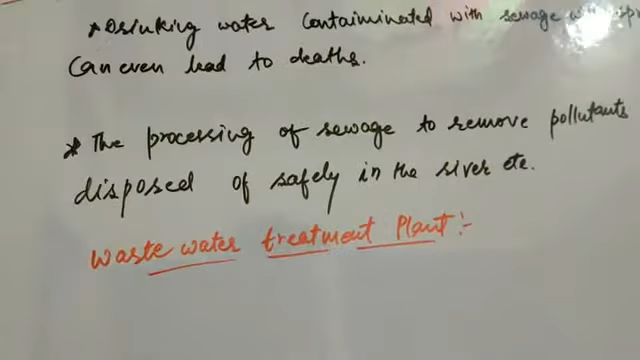 *Drinking water contaiminated with sewage
Can even lead to deaths.
* The processing of sewage to remove pollutants
disposed of safely in the river etc.
Waste water treatment Plant:-